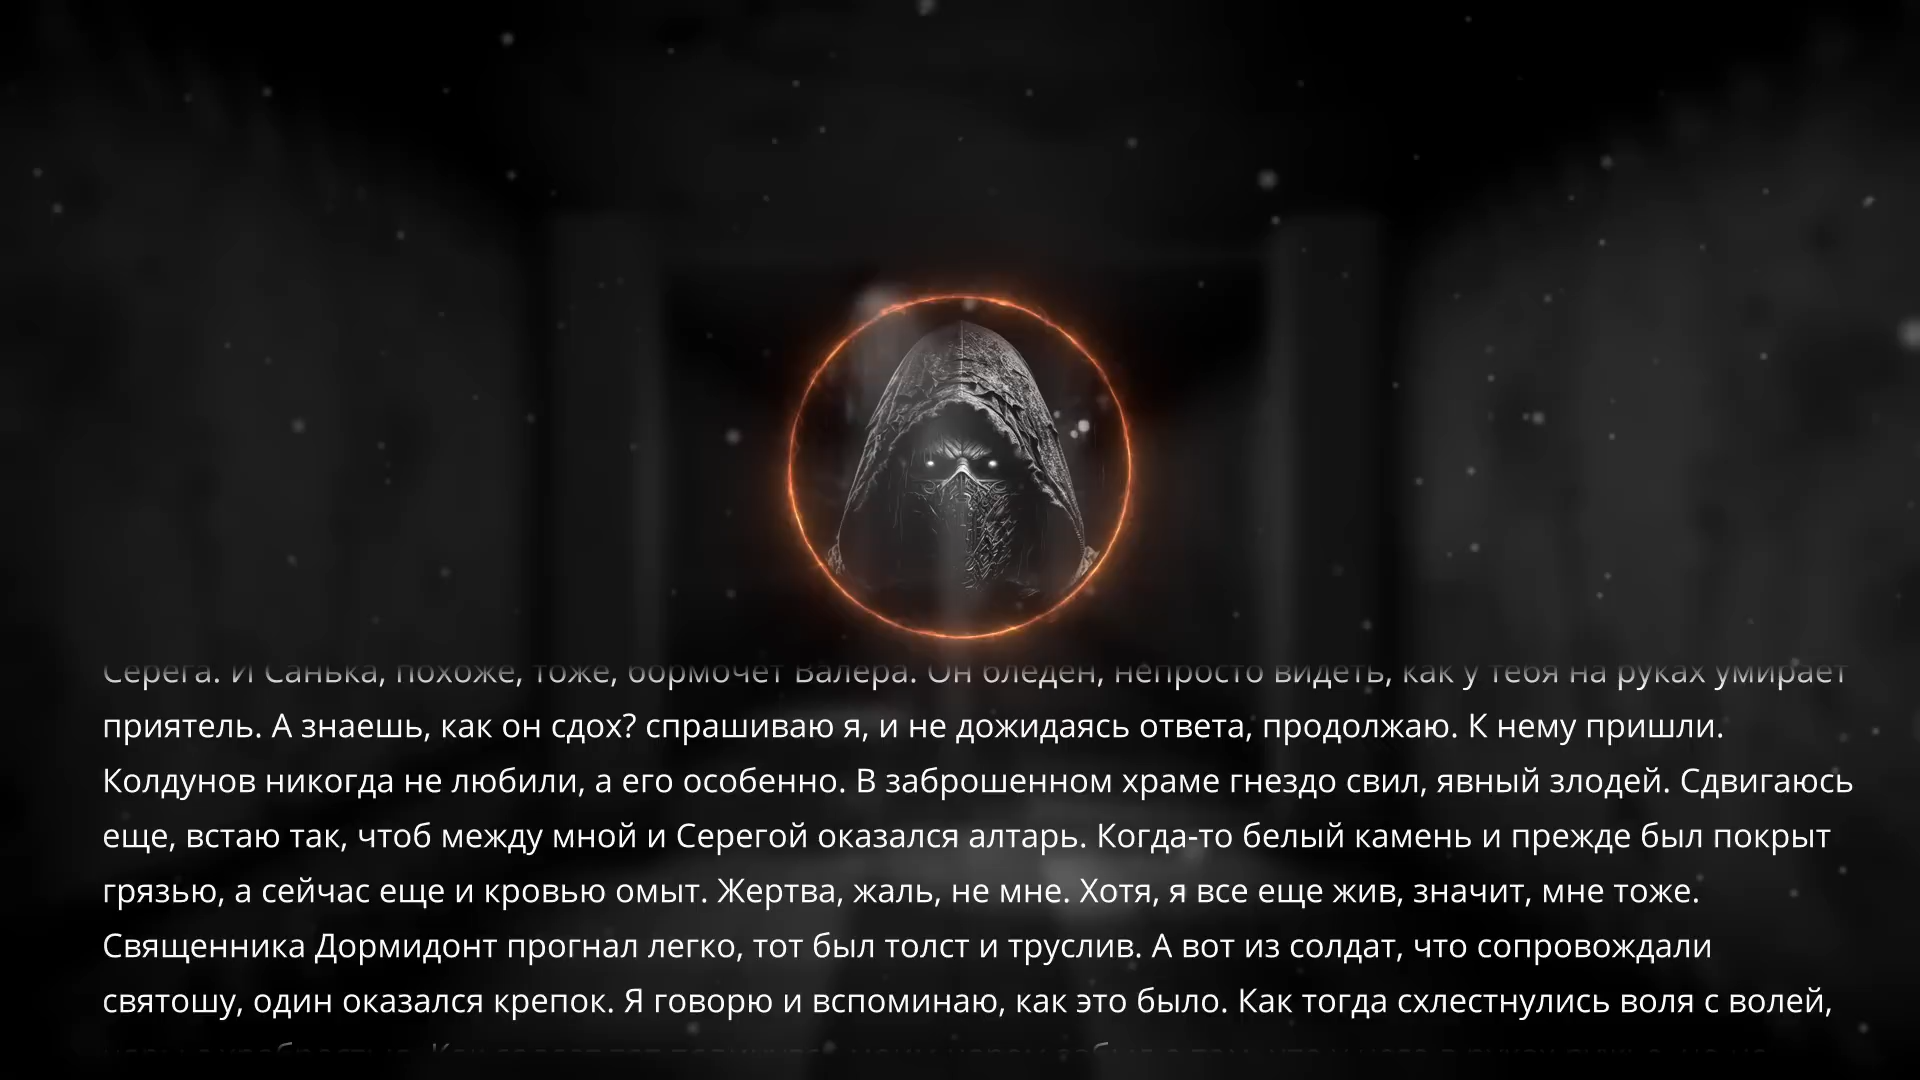 Серега. И Санька, похоже, тоже, бормочет Валера. Он бледен, непросто видеть, как у тебя на руках умирает
приятель. А знаешь, как он сдох? спрашиваю я, и не дожидаясь ответа, продолжаю. К нему пришли.
Колдунов никогда не любили, а его особенно. В заброшенном храме гнездо свил, явный злодей. Сдвигаюсь
еще, встаю так, чтоб между мной и Серегой оказался алтарь. Когда-то белый камень и прежде был покрыт
грязью, а сейчас еще и кровью омыт. Жертва, жаль, не мне. Хотя, я все еще жив, значит, мне тоже.
Священника Дормидонт прогнал легко, тот был толст и труслив. А вот из солдат, что сопровождали
святошу, один оказался крепок. Я говорю и вспоминаю, как это было. Как тогда схлестнулись воля с волей,